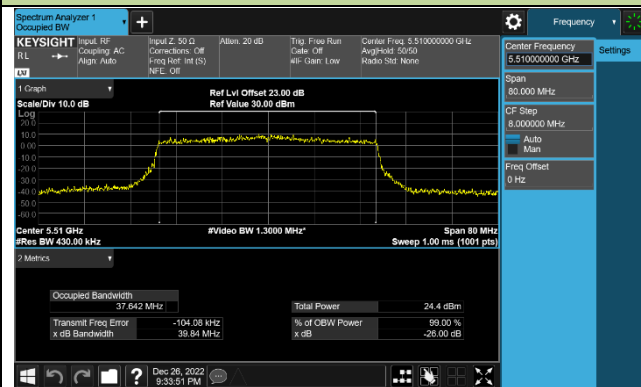 Spectrum Analyzer 1
Occupied BW
+
Frequency
KEYSIGHT
RL
LXI
Input: RF
Coupling: AC
Align: Auto
Input Z: 50 Ω
Corrections: Off
Freq Ref: Int (S)
NFE: Off
Atten: 20 dB
Trig: Free Run
Gate: Off
#IF Gain: Low
Center Freq: 5.510000000 GHz
Avg|Hold: 50/50
Radio Std: None
Center Frequency
5.510000000 GHz
Settings
Span
80.000 MHz
CF Step
8.000000 MHz
Auto
Man
Freq Offset
0 Hz
1 Graph
Scale/Div 10.0 dB
Ref Lvl Offset 23.00 dB
Ref Value 30.00 dBm
Log
20.0
10.0
0.00
-10.0
-20.0
-30.0
-40.0
-50.0
-60.0
Center 5.51 GHz
#Res BW 430.00 kHz
#Video BW 1.3000 MHz*
Span 80 MHz
Sweep 1.00 ms (1001 pts)
2 Metrics
Occupied Bandwidth
37.642 MHz
Total Power 24.4 dBm
Transmit Freq Error -104.08 kHz
% of OBW Power 99.00 %
x dB Bandwidth 39.84 MHz
x dB -26.00 dB
?
Dec 26, 2022
9:33:51 PM